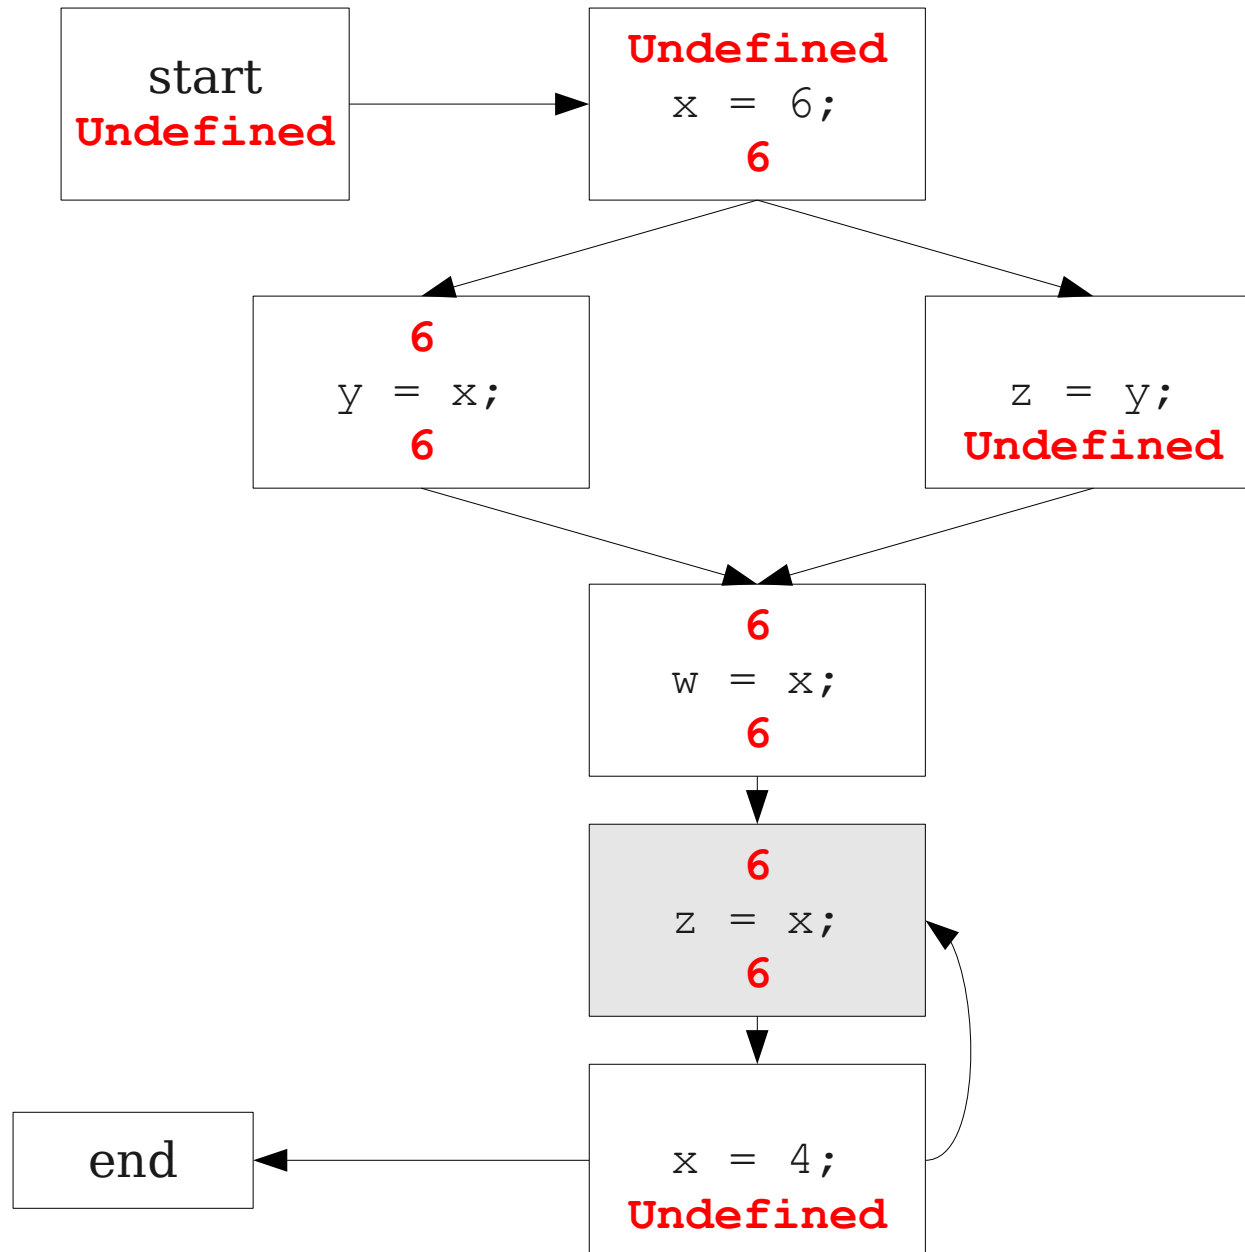 start
Undefined
Undefined
x = 6;
6
6
y = x;
6
z = y;
Undefined
6
w = x;
6
6
z = x;
6
x = 4;
Undefined
end